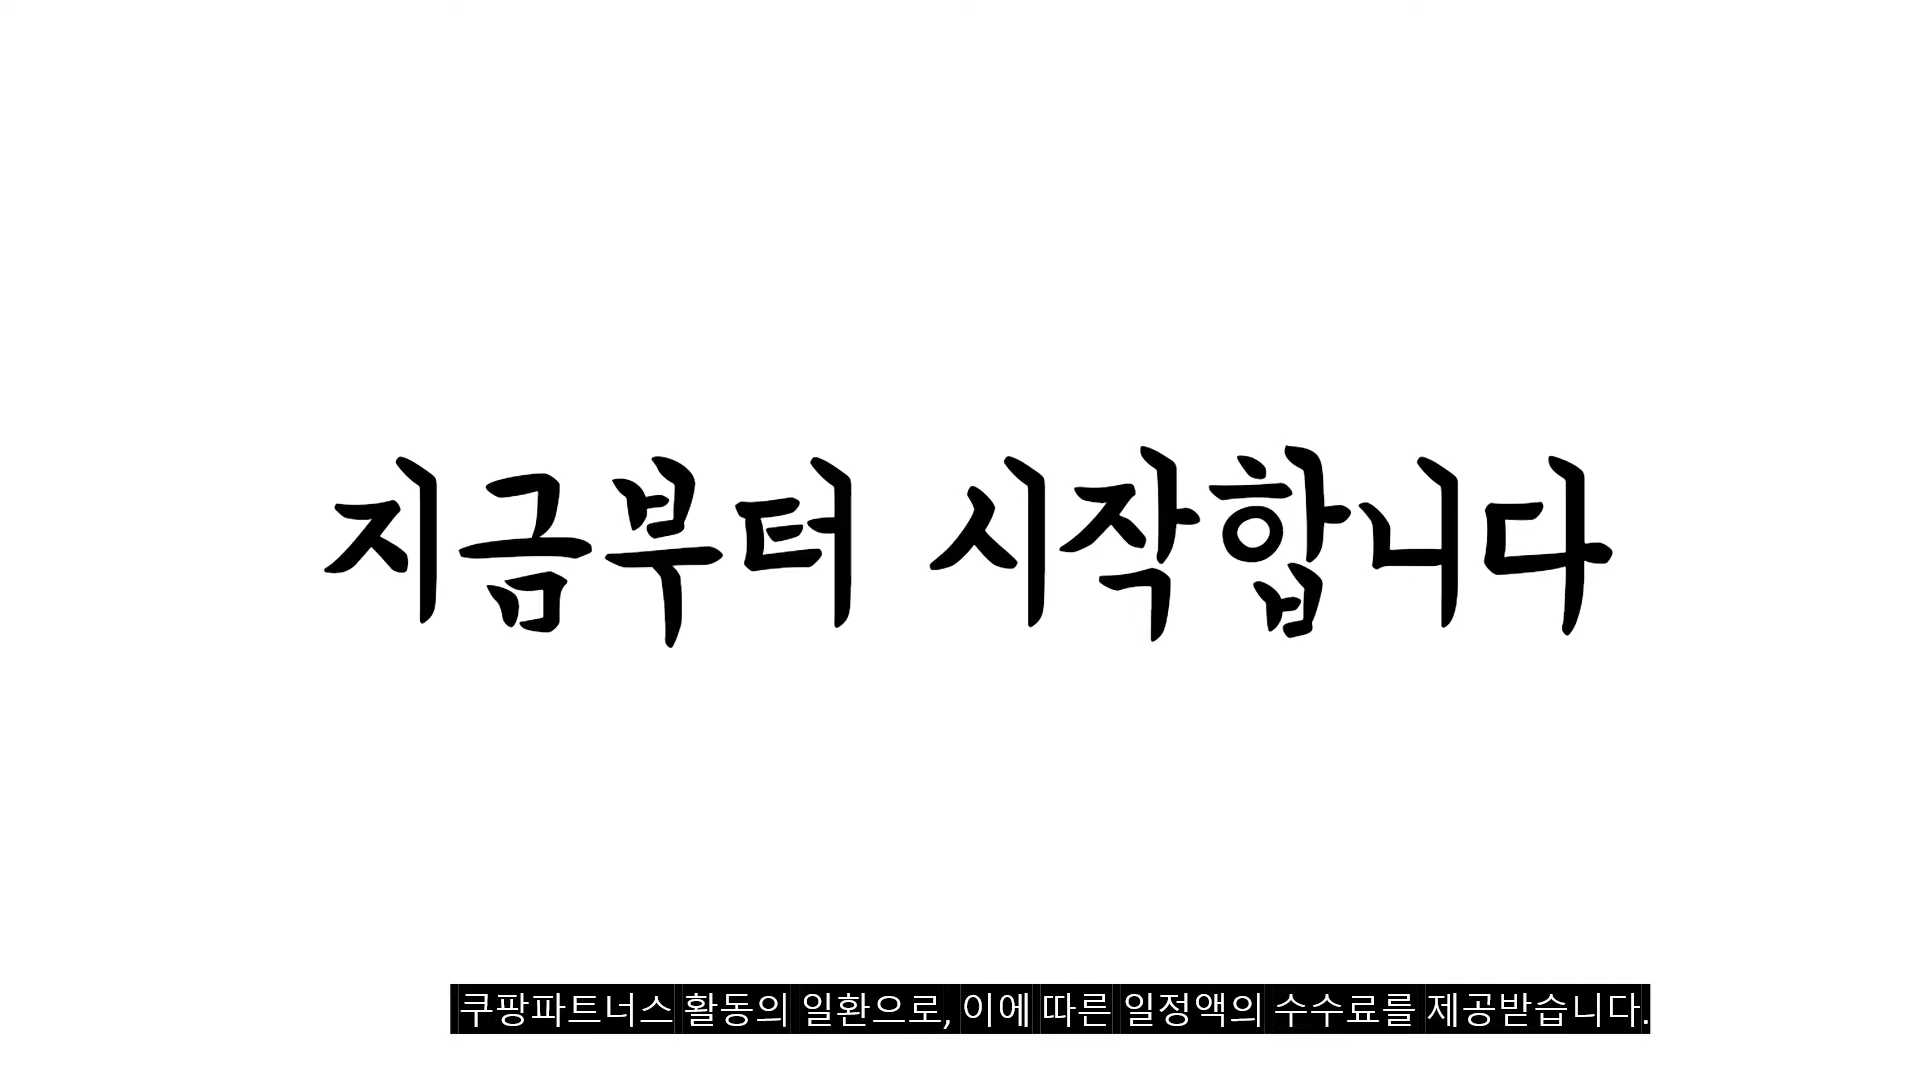 지금부터 시작합니다
쿠팡파트너스 활동의 일환으로, 이에 따른 일정액의 수수료를 제공받습니다.